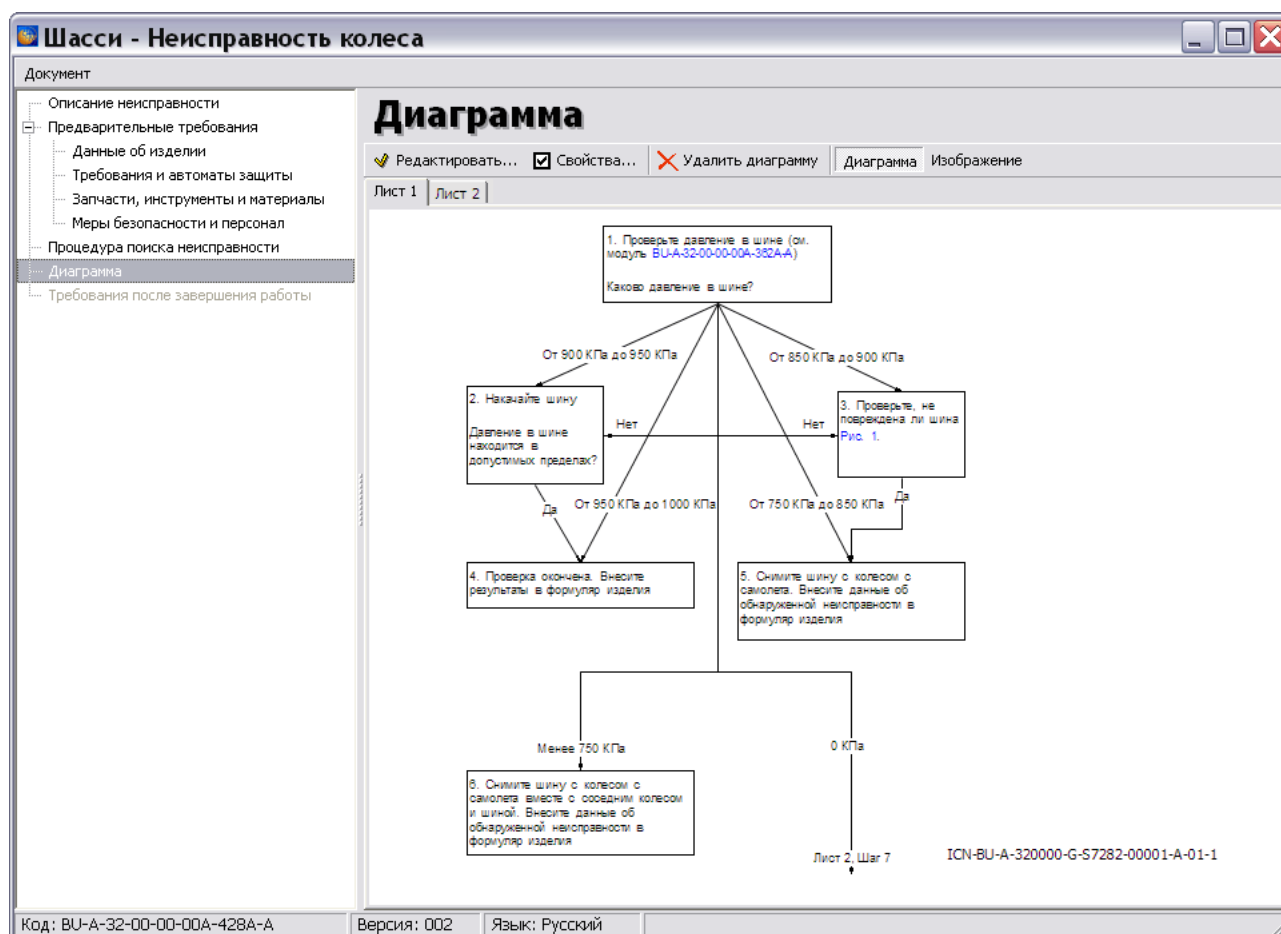 Шасси - Неисправность колеса
Документ
Описание неисправности
Предварительные требования
Данные об изделии
Требования и автоматы защиты
Запчасти, инструменты и материалы
Меры безопасности и персонал
Процедура поиска неисправности
Диаграмма
Требования после завершения работы
Диаграмма
Редактировать... Свойства... Удалить диаграмму Диаграмма Изображение
Лист 1 Лист 2
1. Проверьте давление в шине (см.
модуль BU-A-32-00-00-00A-362A-A)
Каково давление в шине?
От 900 КПа до 950 КПа
От 850 КПа до 900 КПа
2. Накачайте шину
Давление в шине
находится в
допустимых пределах?
Нет
Нет
3. Проверьте, не
повреждена ли шина
Рис. 1.
Да
От 950 КПа до 1000 КПа
От 750 КПа до 850 КПа
Да
4. Проверка окончена. Внесите
результаты в формуляр изделия
5. Снимите шину с колесом с
самолета. Внесите данные об
обнаруженной неисправности в
формуляр изделия
Менее 750 КПа
0 КПа
6. Снимите шину с колесом с
самолета вместе с соседним колесом
и шиной. Внесите данные об
обнаруженной неисправности в
формуляр изделия
Лист 2, Шаг 7
ICN-BU-A-320000-G-S7282-00001-A-01-1
Код: BU-A-32-00-00-00A-428A-A Версия: 002 Язык: Русский